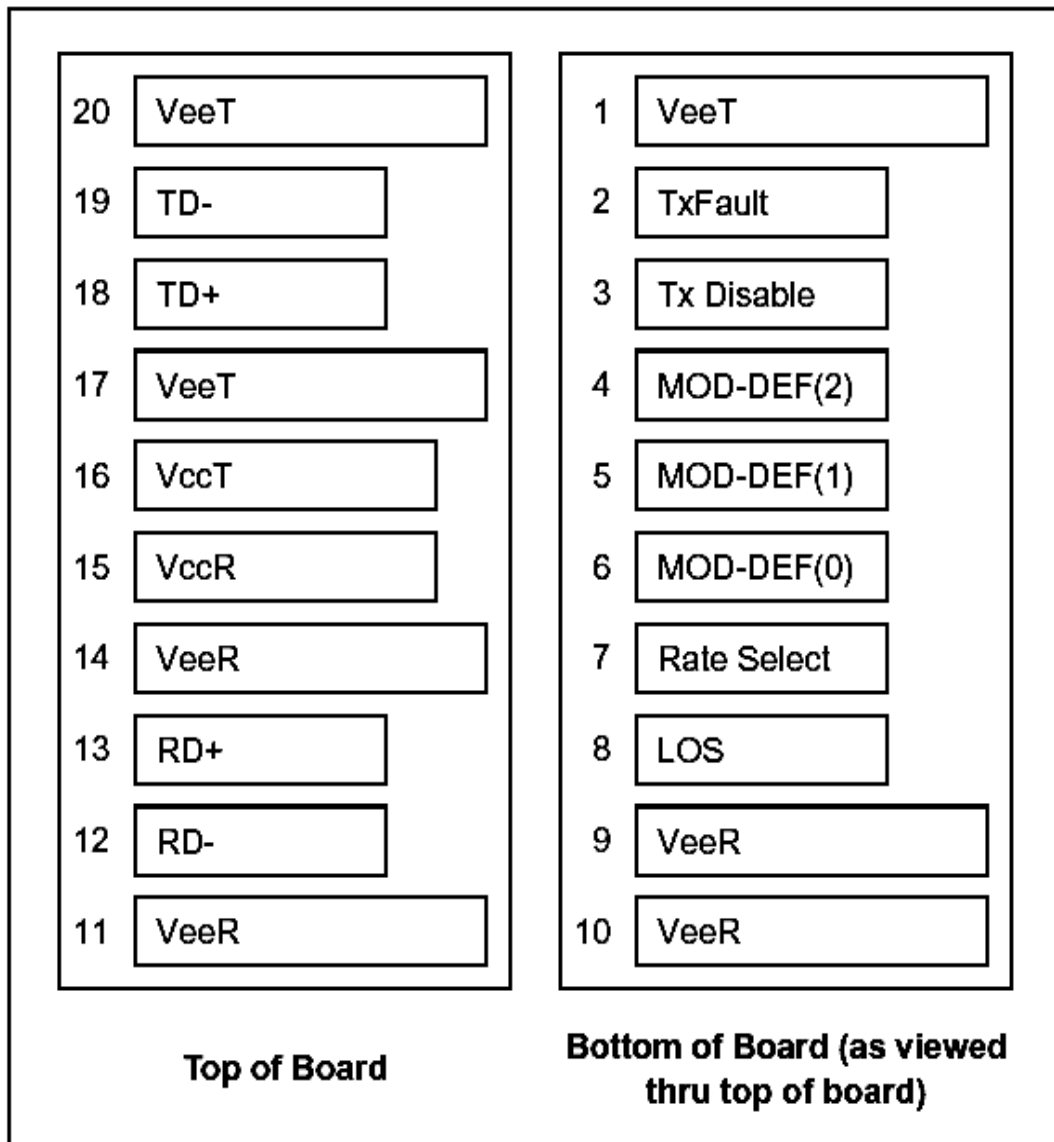 20 VeeT
19 TD-
18 TD+
17 VeeT
16 VccT
15 VccR
14 VeeR
13 RD+
12 RD-
11 VeeR
Top of Board
1 VeeT
2 TxFault
3 Tx Disable
4 MOD-DEF(2)
5 MOD-DEF(1)
6 MOD-DEF(0)
7 Rate Select
8 LOS
9 VeeR
10 VeeR
Bottom of Board (as viewed
thru top of board)